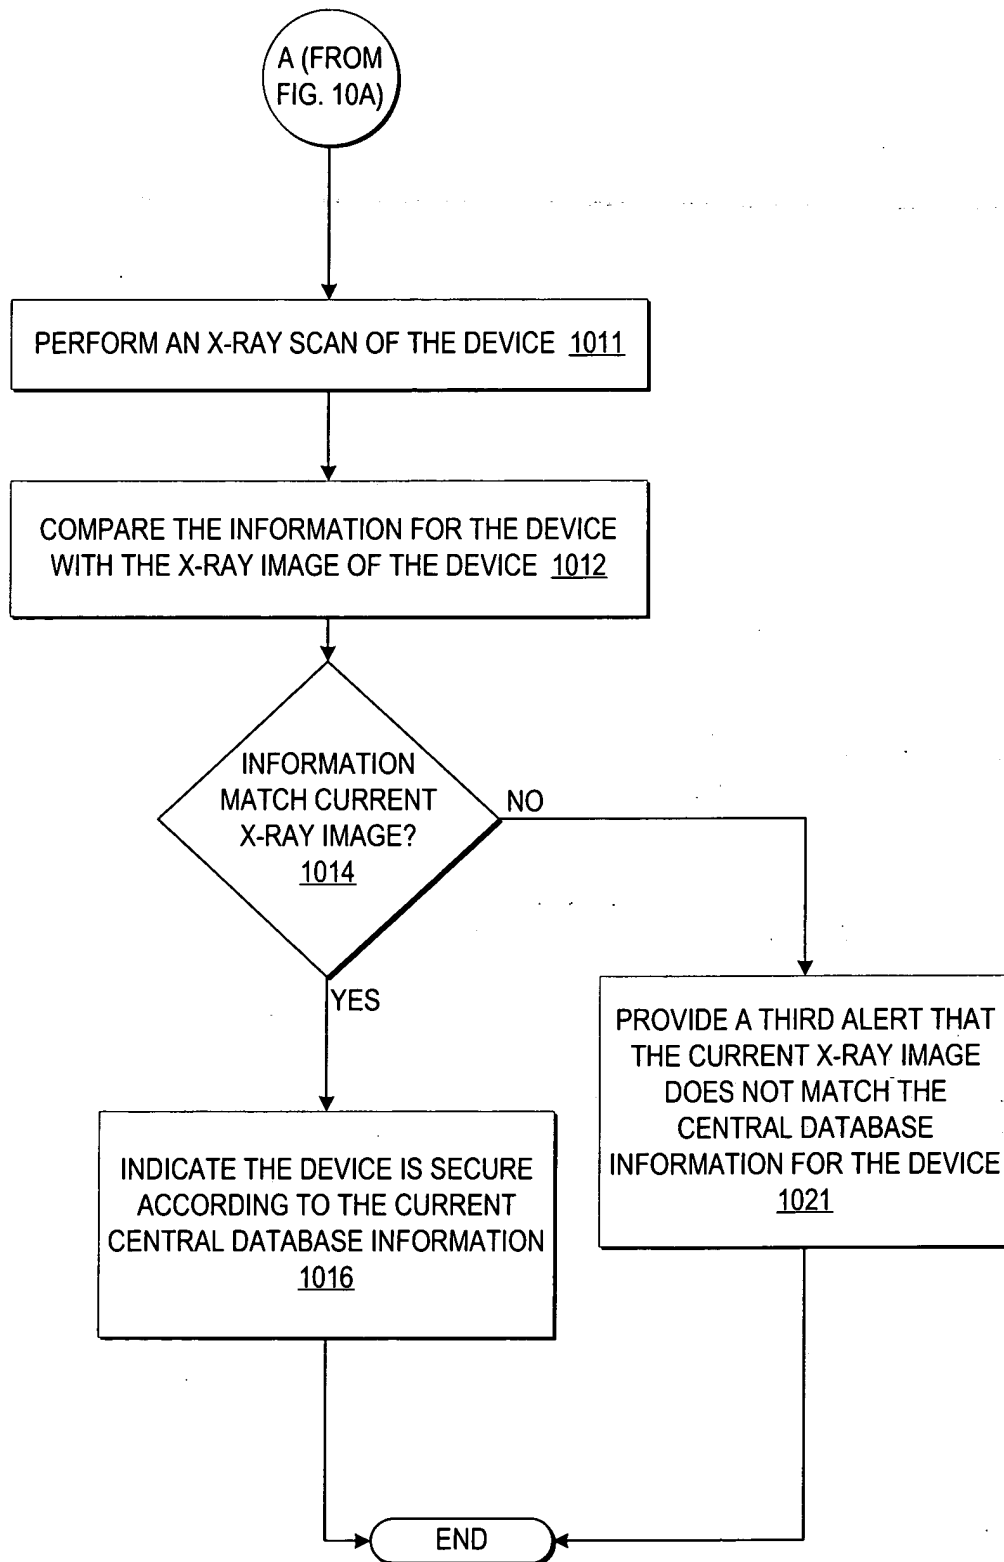 A (FROM
FIG. 10A)
PERFORM AN X-RAY SCAN OF THE DEVICE 1011
COMPARE THE INFORMATION FOR THE DEVICE
WITH THE X-RAY IMAGE OF THE DEVICE 1012
INFORMATION
MATCH CURRENT
X-RAY IMAGE?
1014
NO
YES
PROVIDE A THIRD ALERT THAT
THE CURRENT X-RAY IMAGE
DOES NOT MATCH THE
CENTRAL DATABASE
INFORMATION FOR THE DEVICE
1021
INDICATE THE DEVICE IS SECURE
ACCORDING TO THE CURRENT
CENTRAL DATABASE INFORMATION
1016
END